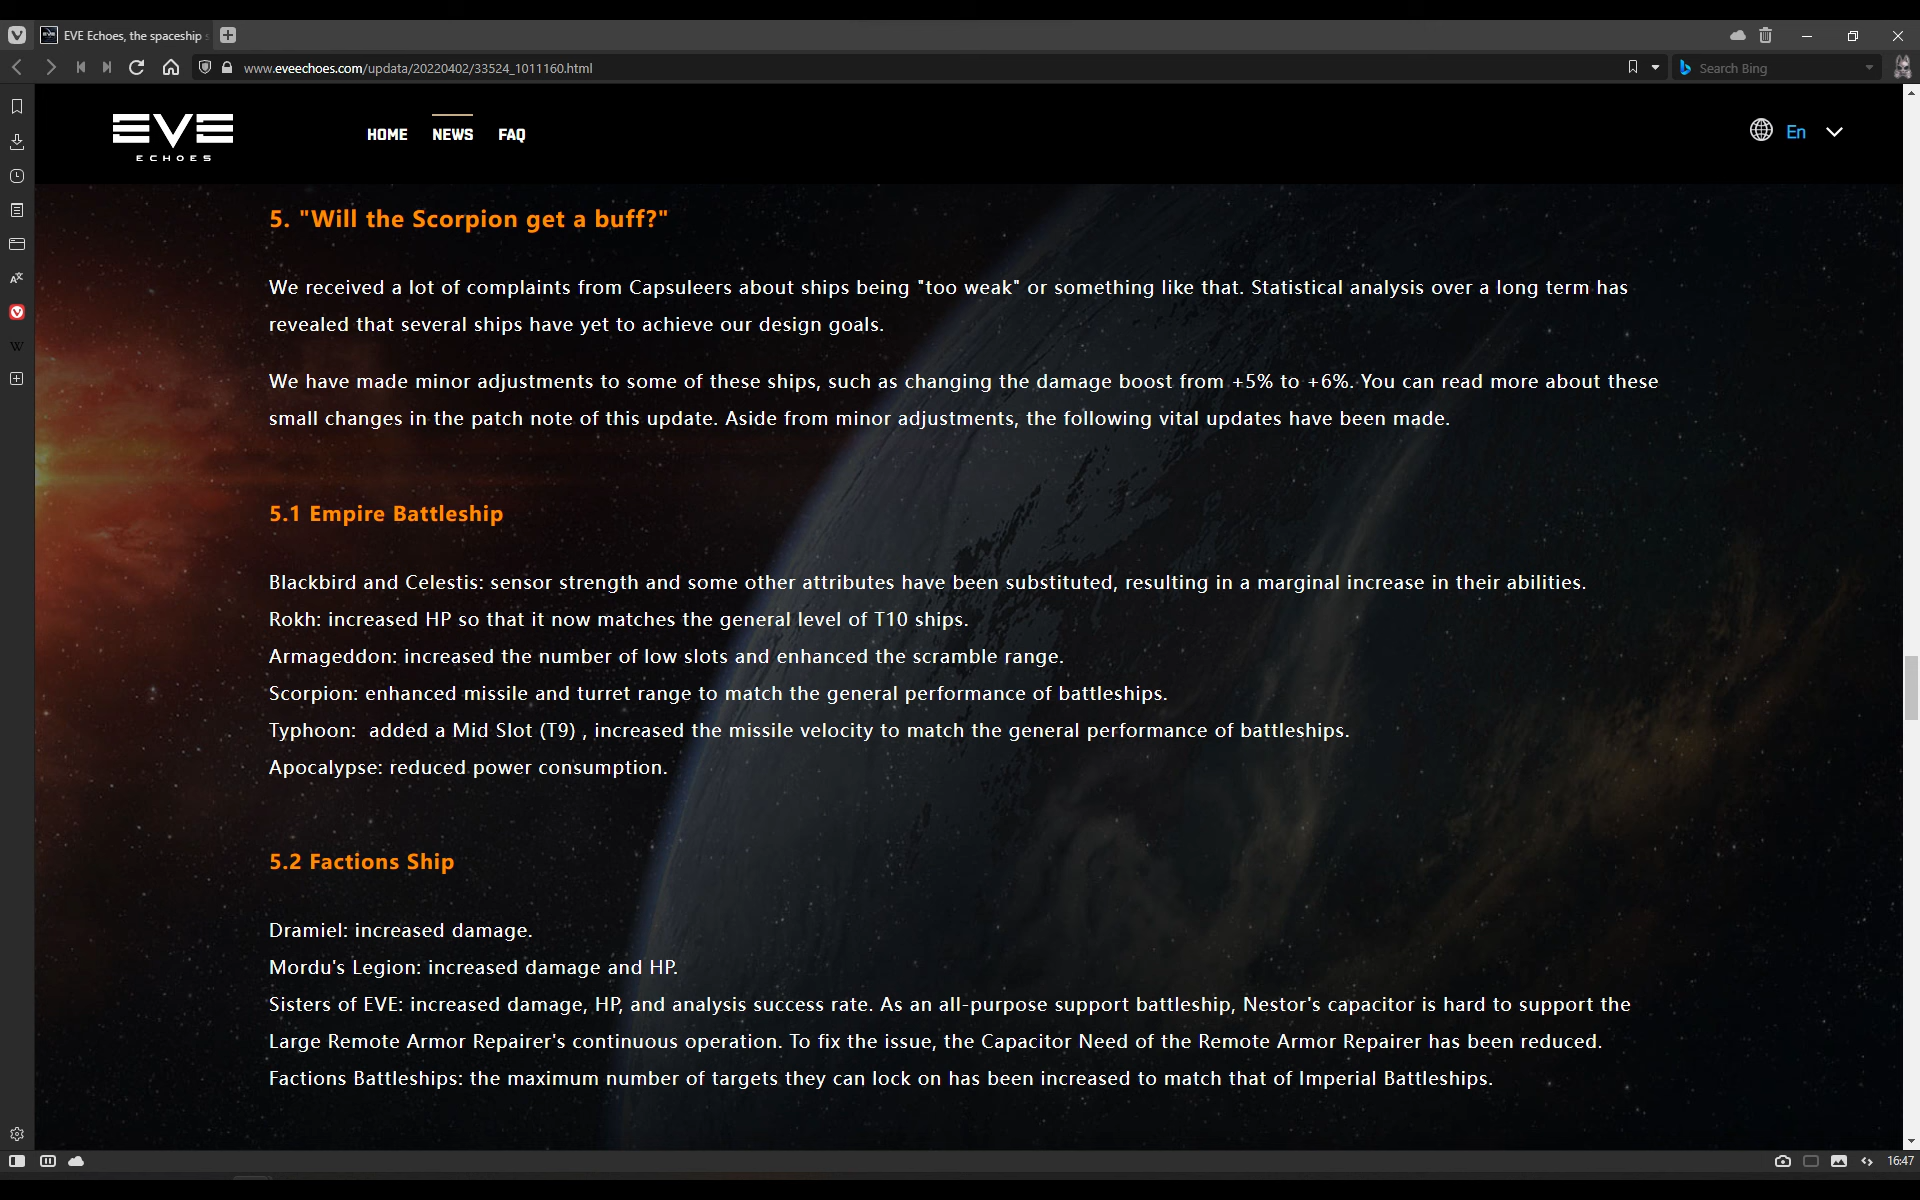 EVE Echoes, the spaceship
www.eveechoes.com/updata/20220402/33524_1011160.html
Search Bing
EVE
ECHOES
HOME
NEWS
FAQ
En
5. "Will the Scorpion get a buff?"
We received a lot of complaints from Capsuleers about ships being "too weak" or something like that. Statistical analysis over a long term has
revealed that several ships have yet to achieve our design goals.
We have made minor adjustments to some of these ships, such as changing the damage boost from +5% to +6%. You can read more about these
small changes in the patch note of this update. Aside from minor adjustments, the following vital updates have been made.
5.1 Empire Battleship
Blackbird and Celestis: sensor strength and some other attributes have been substituted, resulting in a marginal increase in their abilities.
Rokh: increased HP so that it now matches the general level of T10 ships.
Armageddon: increased the number of low slots and enhanced the scramble range.
Scorpion: enhanced missile and turret range to match the general performance of battleships.
Typhoon:  added a Mid Slot (T9) , increased the missile velocity to match the general performance of battleships.
Apocalypse: reduced power consumption.
5.2 Factions Ship
Dramiel: increased damage.
Mordu's Legion: increased damage and HP.
Sisters of EVE: increased damage, HP, and analysis success rate. As an all-purpose support battleship, Nestor's capacitor is hard to support the
Large Remote Armor Repairer's continuous operation. To fix the issue, the Capacitor Need of the Remote Armor Repairer has been reduced.
Factions Battleships: the maximum number of targets they can lock on has been increased to match that of Imperial Battleships.
16:47